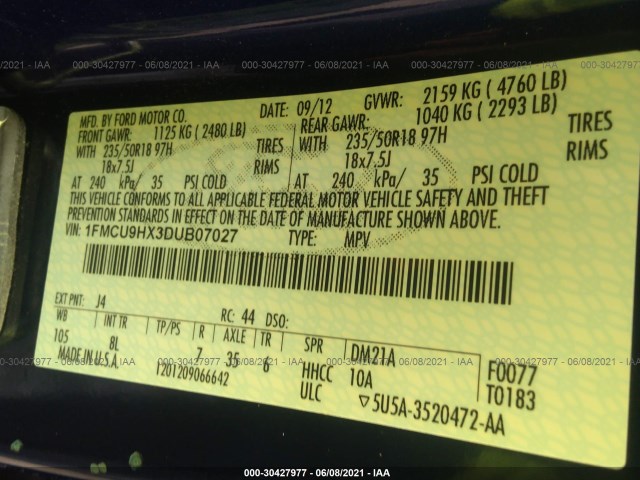 000-30427977 - 06/08/2021 - IAA
MFD. BY FORD MOTOR CO.
DATE: 09/12
GVWR: 2159 KG ( 4760 LB)
FRONT GAWR: 1125 KG ( 2480 LB)
REAR GAWR: 1040 KG ( 2293 LB)
WITH 235/50R18 97H TIRES
WITH 235/50R18 97H TIRES
18x7.5J RIMS
18x7.5J RIMS
AT 240 kPa/ 35 PSI COLD
AT 240 kPa/ 35 PSI COLD
THIS VEHICLE CONFORMS TO ALL APPLICABLE FEDERAL MOTOR VEHICLE SAFETY AND THEFT
PREVENTION STANDARDS IN EFFECT ON THE DATE OF MANUFACTURE SHOWN ABOVE.
VIN: 1FMCU9HX3DUB07027
TYPE: MPV
EXT PNT: J4
RC: 44 DSO:
WB INT TR TP/PS R AXLE TR SPR
105 8L 7 35 6
DM21A
HHCC 10A
ULC
F0077
T0183
MADE IN U.S.A
1201209066642
▽5U5A-3520472-AA
000-30427977 - 06/08/2021 - IAA